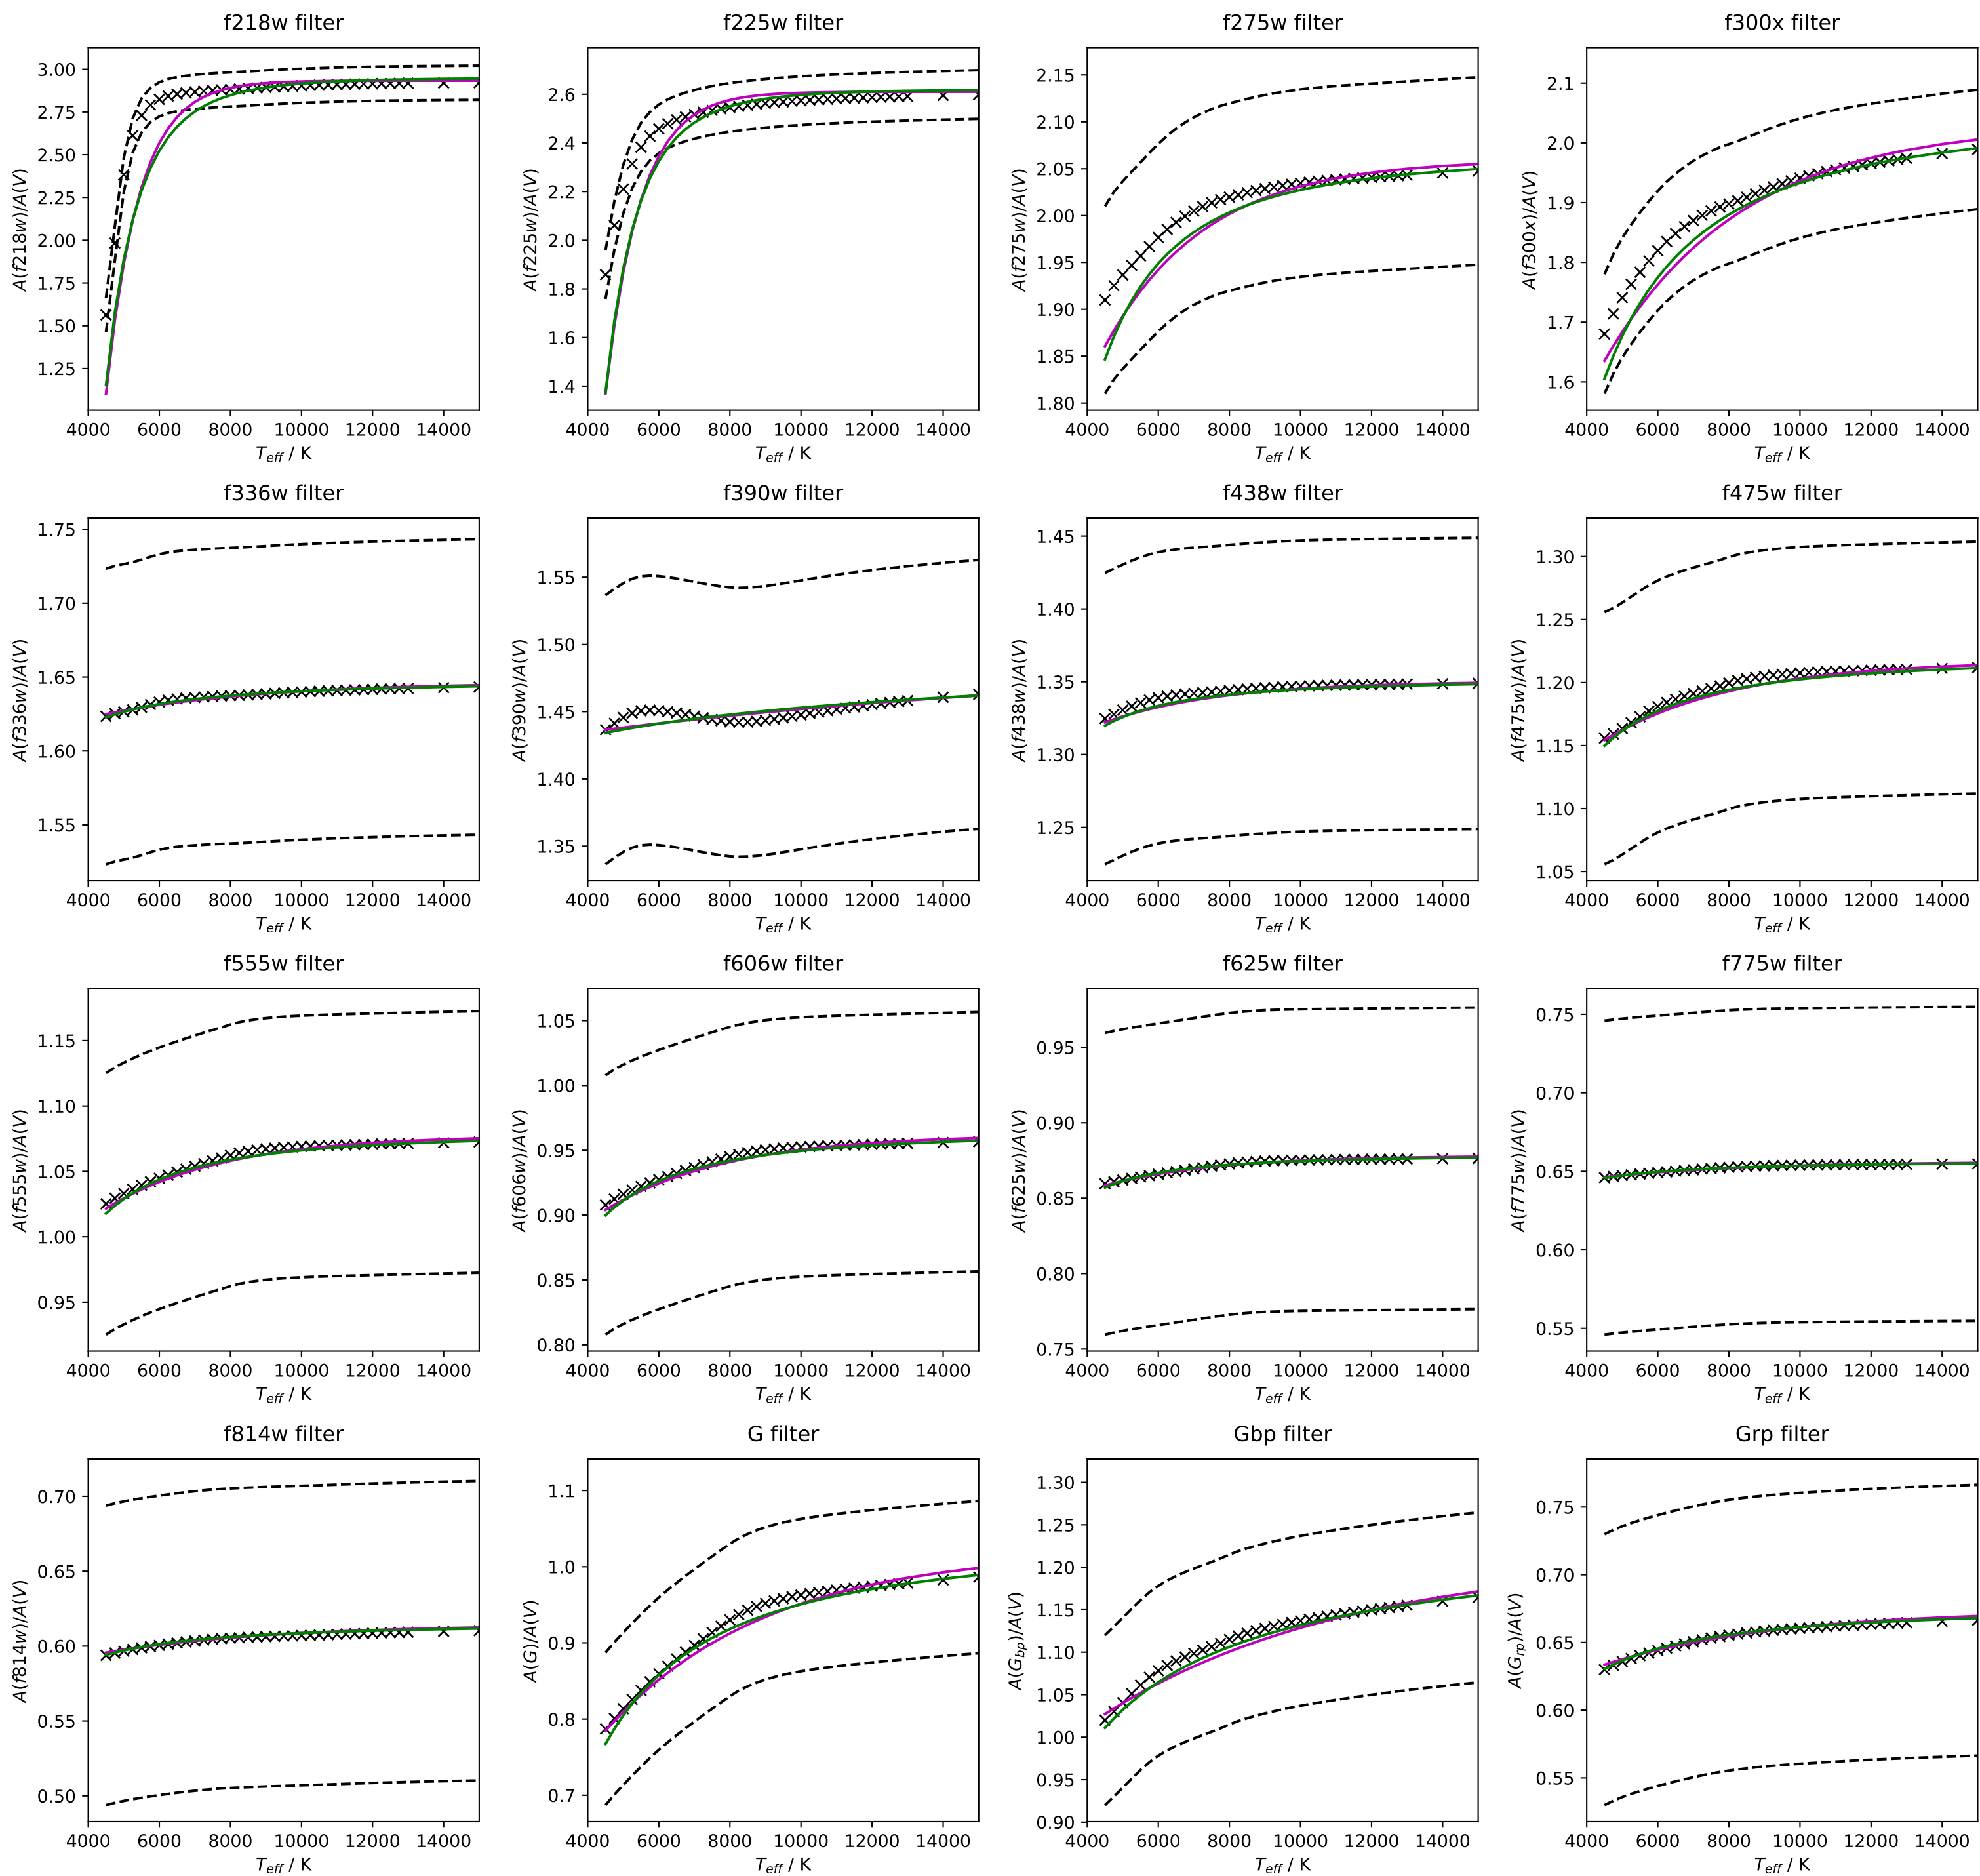 f218w filter f225w filter f275w filter f300x filter
A(f218w)/A(V)
3.00
2.75
2.50
2.25
2.00
1.75
1.50
1.25
4000 6000 8000 10000 12000 14000
T_eff / K
A(f225w)/A(V)
2.6
2.4
2.2
2.0
1.8
1.6
1.4
4000 6000 8000 10000 12000 14000
T_eff / K
A(f275w)/A(V)
2.15
2.10
2.05
2.00
1.95
1.90
1.85
1.80
4000 6000 8000 10000 12000 14000
T_eff / K
A(f300x)/A(V)
2.1
2.0
1.9
1.8
1.7
1.6
4000 6000 8000 10000 12000 14000
T_eff / K
f336w filter f390w filter f438w filter f475w filter
A(f336w)/A(V)
1.75
1.70
1.65
1.60
1.55
4000 6000 8000 10000 12000 14000
T_eff / K
A(f390w)/A(V)
1.55
1.50
1.45
1.40
1.35
4000 6000 8000 10000 12000 14000
T_eff / K
A(f438w)/A(V)
1.45
1.40
1.35
1.30
1.25
4000 6000 8000 10000 12000 14000
T_eff / K
A(f475w)/A(V)
1.30
1.25
1.20
1.15
1.10
1.05
4000 6000 8000 10000 12000 14000
T_eff / K
f555w filter f606w filter f625w filter f775w filter
A(f555w)/A(V)
1.15
1.10
1.05
1.00
0.95
4000 6000 8000 10000 12000 14000
T_eff / K
A(f606w)/A(V)
1.05
1.00
0.95
0.90
0.85
0.80
4000 6000 8000 10000 12000 14000
T_eff / K
A(f625w)/A(V)
0.95
0.90
0.85
0.80
0.75
4000 6000 8000 10000 12000 14000
T_eff / K
A(f775w)/A(V)
0.75
0.70
0.65
0.60
0.55
4000 6000 8000 10000 12000 14000
T_eff / K
f814w filter G filter Gbp filter Grp filter
A(f814w)/A(V)
0.70
0.65
0.60
0.55
0.50
4000 6000 8000 10000 12000 14000
T_eff / K
A(G)/A(V)
1.1
1.0
0.9
0.8
0.7
4000 6000 8000 10000 12000 14000
T_eff / K
A(G_bp)/A(V)
1.30
1.25
1.20
1.15
1.10
1.05
1.00
0.95
0.90
4000 6000 8000 10000 12000 14000
T_eff / K
A(G_rp)/A(V)
0.75
0.70
0.65
0.60
0.55
4000 6000 8000 10000 12000 14000
T_eff / K